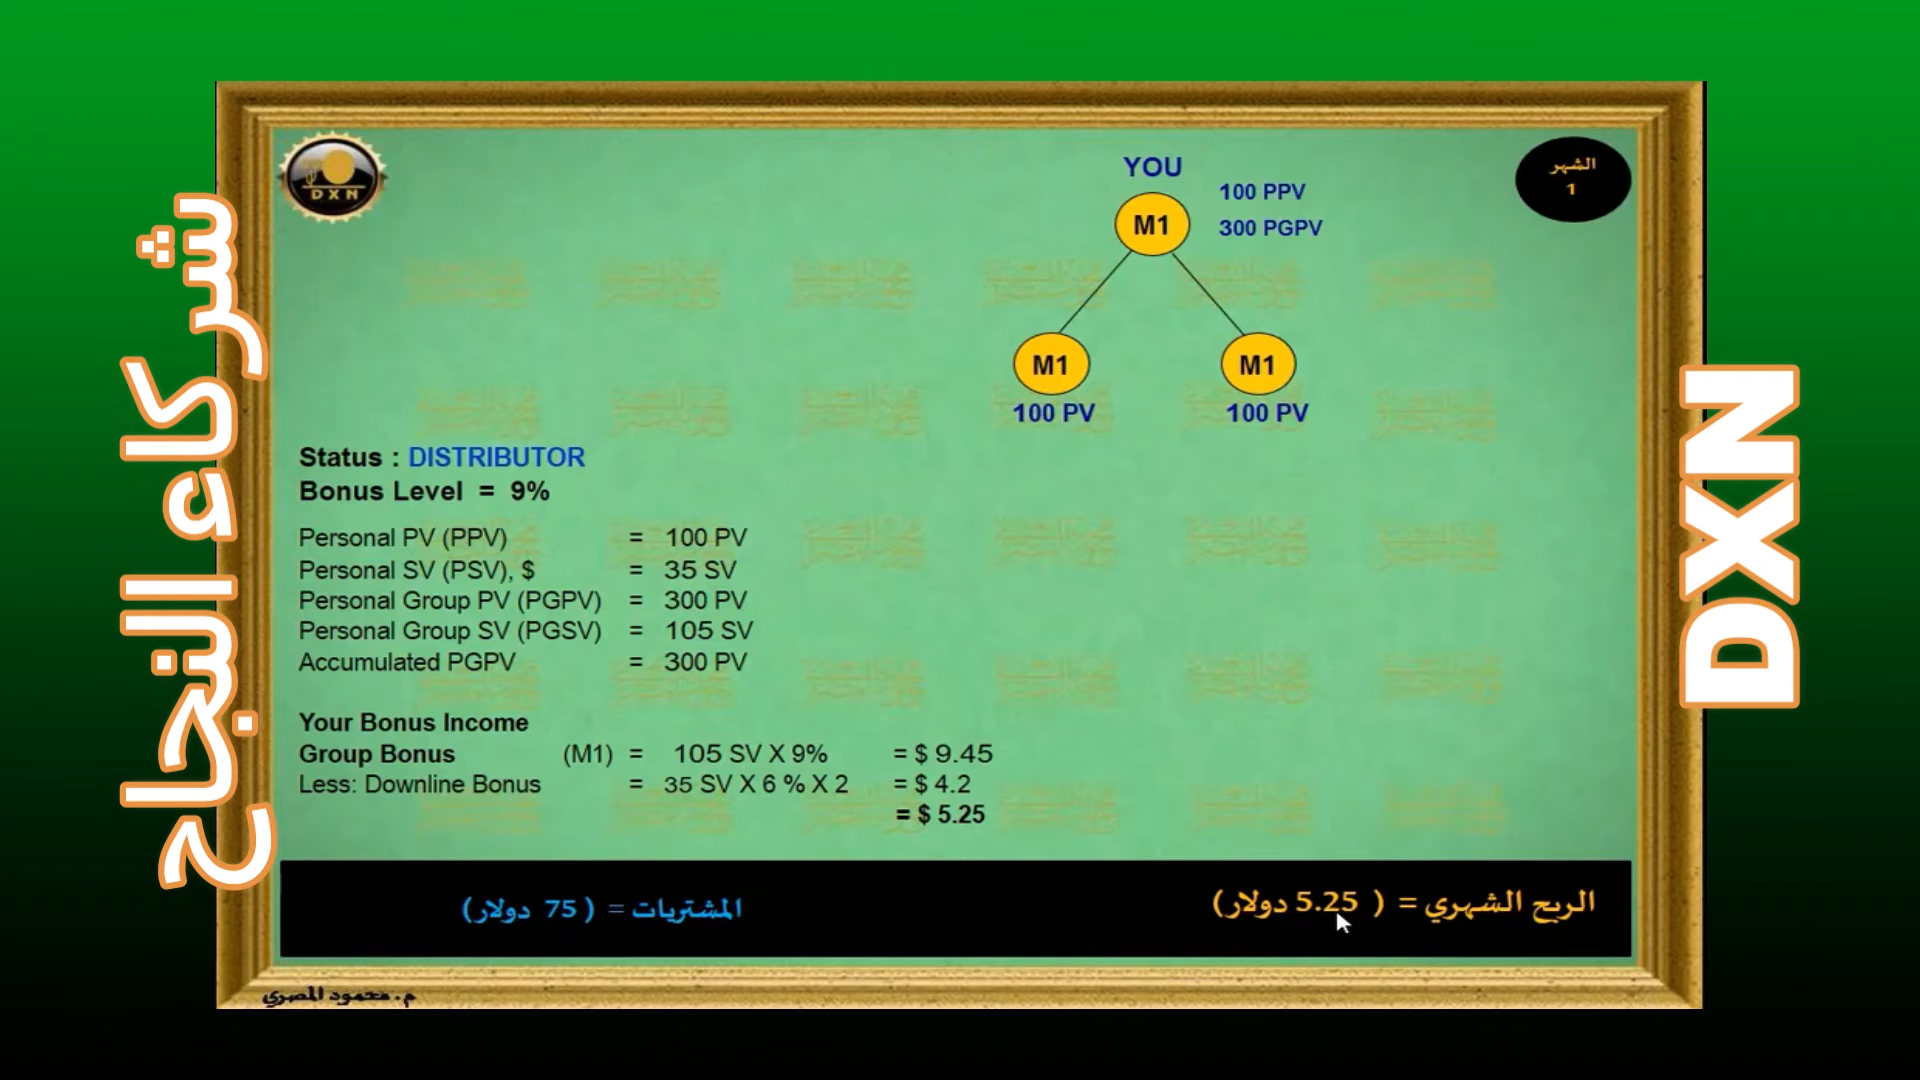 شركاء النجاح
DXN
DXN
الشهر
1
YOU
M1
100 PPV
300 PGPV
M1
M1
100 PV
100 PV
Status : DISTRIBUTOR
Bonus Level = 9%
Personal PV (PPV) = 100 PV
Personal SV (PSV), $ = 35 SV
Personal Group PV (PGPV) = 300 PV
Personal Group SV (PGSV) = 105 SV
Accumulated PGPV = 300 PV
Your Bonus Income
Group Bonus (M1) = 105 SV X 9% = $ 9.45
Less: Downline Bonus = 35 SV X 6 % X 2 = $ 4.2
= $ 5.25
الربح الشهري = ( 5.25 دولار)
المشتريات = ( 75 دولار)
م. محمود المصري